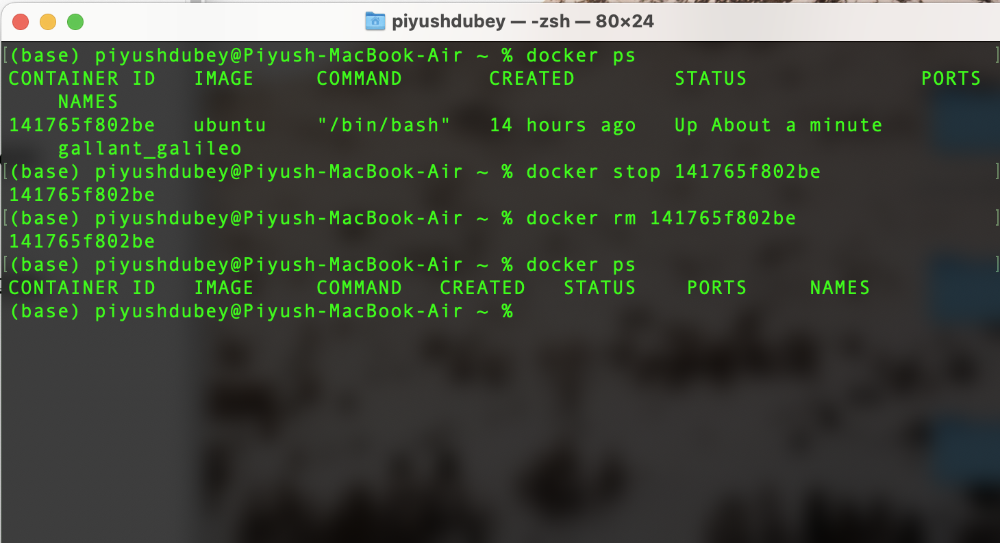 piyushdubey — -zsh — 80×24
[(base) piyushdubey@Piyush-MacBook-Air ~ % docker ps ]
CONTAINER ID   IMAGE     COMMAND       CREATED        STATUS              PORTS
    NAMES
141765f802be   ubuntu    "/bin/bash"   14 hours ago   Up About a minute
    gallant_galileo
[(base) piyushdubey@Piyush-MacBook-Air ~ % docker stop 141765f802be ]
141765f802be
[(base) piyushdubey@Piyush-MacBook-Air ~ % docker rm 141765f802be ]
141765f802be
[(base) piyushdubey@Piyush-MacBook-Air ~ % docker ps ]
CONTAINER ID   IMAGE     COMMAND   CREATED   STATUS    PORTS     NAMES
(base) piyushdubey@Piyush-MacBook-Air ~ %